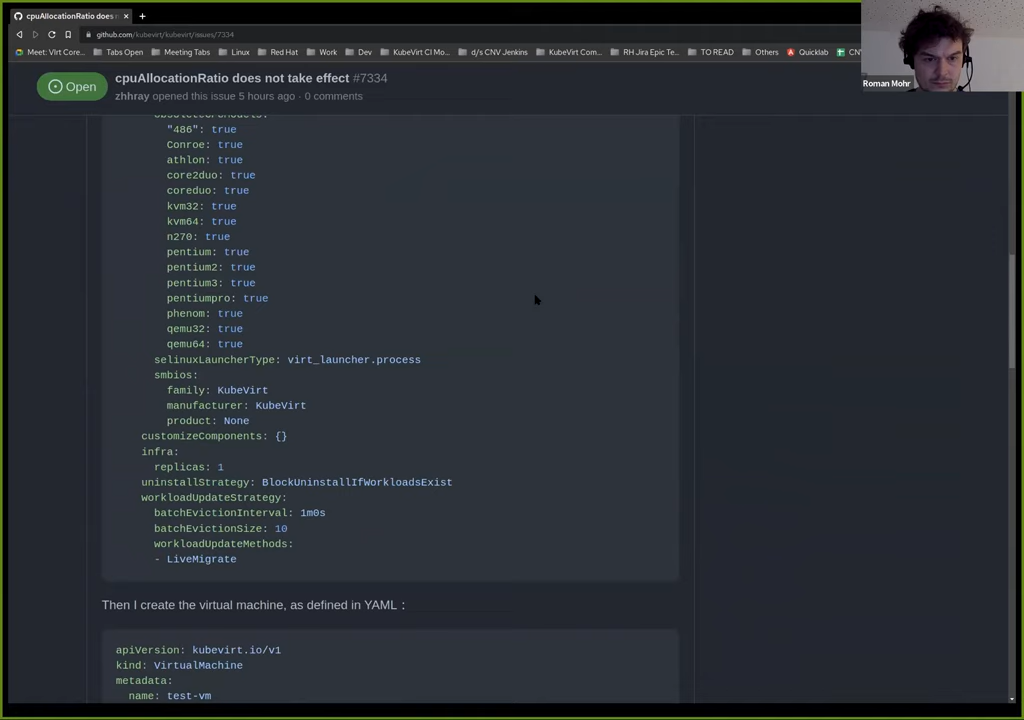 cpuAllocationRatio does n
github.com/kubevirt/kubevirt/issues/7334
Meet: Virt Core... Tabs Open Meeting Tabs Linux Red Hat Work Dev KubeVirt CI Mo... d/s CNV Jenkins KubeVirt Com... RH Jira Epic Te... TO READ Others Quicklab CN
Roman Mohr
Open
cpuAllocationRatio does not take effect #7334
zhhray opened this issue 5 hours ago · 0 comments
"486": true
Conroe: true
athlon: true
core2duo: true
coreduo: true
kvm32: true
kvm64: true
n270: true
pentium: true
pentium2: true
pentium3: true
pentiumpro: true
phenom: true
qemu32: true
qemu64: true
selinuxLauncherType: virt_launcher.process
smbios:
family: KubeVirt
manufacturer: KubeVirt
product: None
customizeComponents: {}
infra:
replicas: 1
uninstallStrategy: BlockUninstallIfWorkloadsExist
workloadUpdateStrategy:
batchEvictionInterval: 1m0s
batchEvictionSize: 10
workloadUpdateMethods:
- LiveMigrate
Then I create the virtual machine, as defined in YAML：
apiVersion: kubevirt.io/v1
kind: VirtualMachine
metadata:
name: test-vm